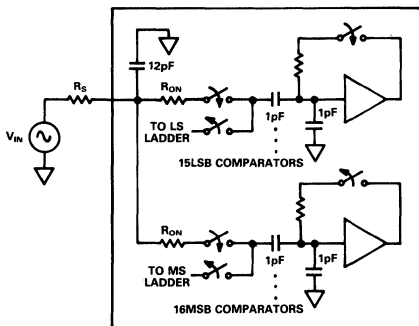 12pF
RS
RON
VIN
TO LS
LADDER
1pF
1pF
15LSB COMPARATORS
RON
TO MS
LADDER
1pF
1pF
16MSB COMPARATORS